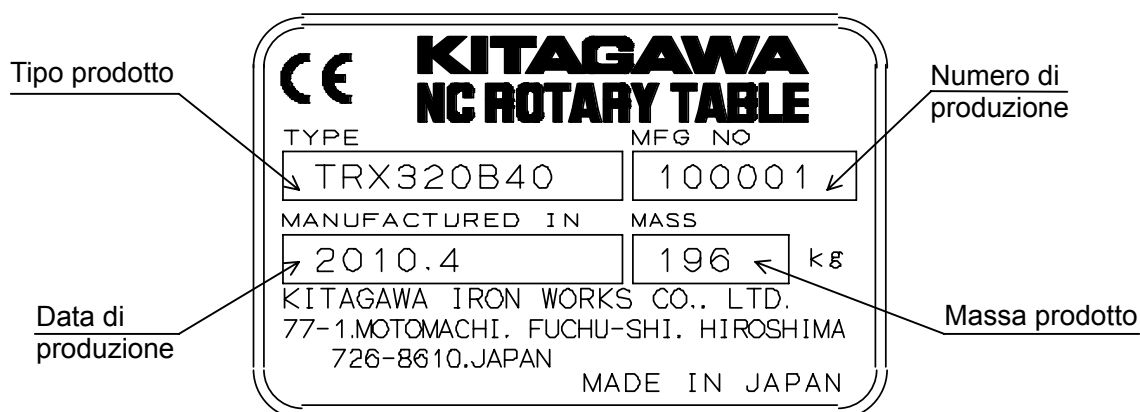 KITAGAWA
CE
NC ROTARY TABLE
Tipo prodotto
Numero di
produzione
TYPE
MFG NO
TRX320B40
100001
MANUFACTURED IN
MASS
2010.4
196
kg
KITAGAWA IRON WORKS CO., LTD.
77-1.MOTOMACHI. FUCHU-SHI. HIROSHIMA
726-8610.JAPAN
MADE IN JAPAN
Data di
produzione
Massa prodotto